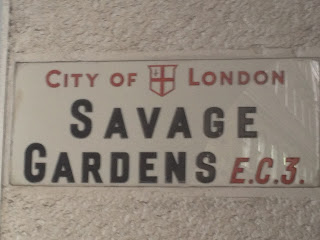 CITY OF LONDON
SAVAGE
GARDENS E.C.3.